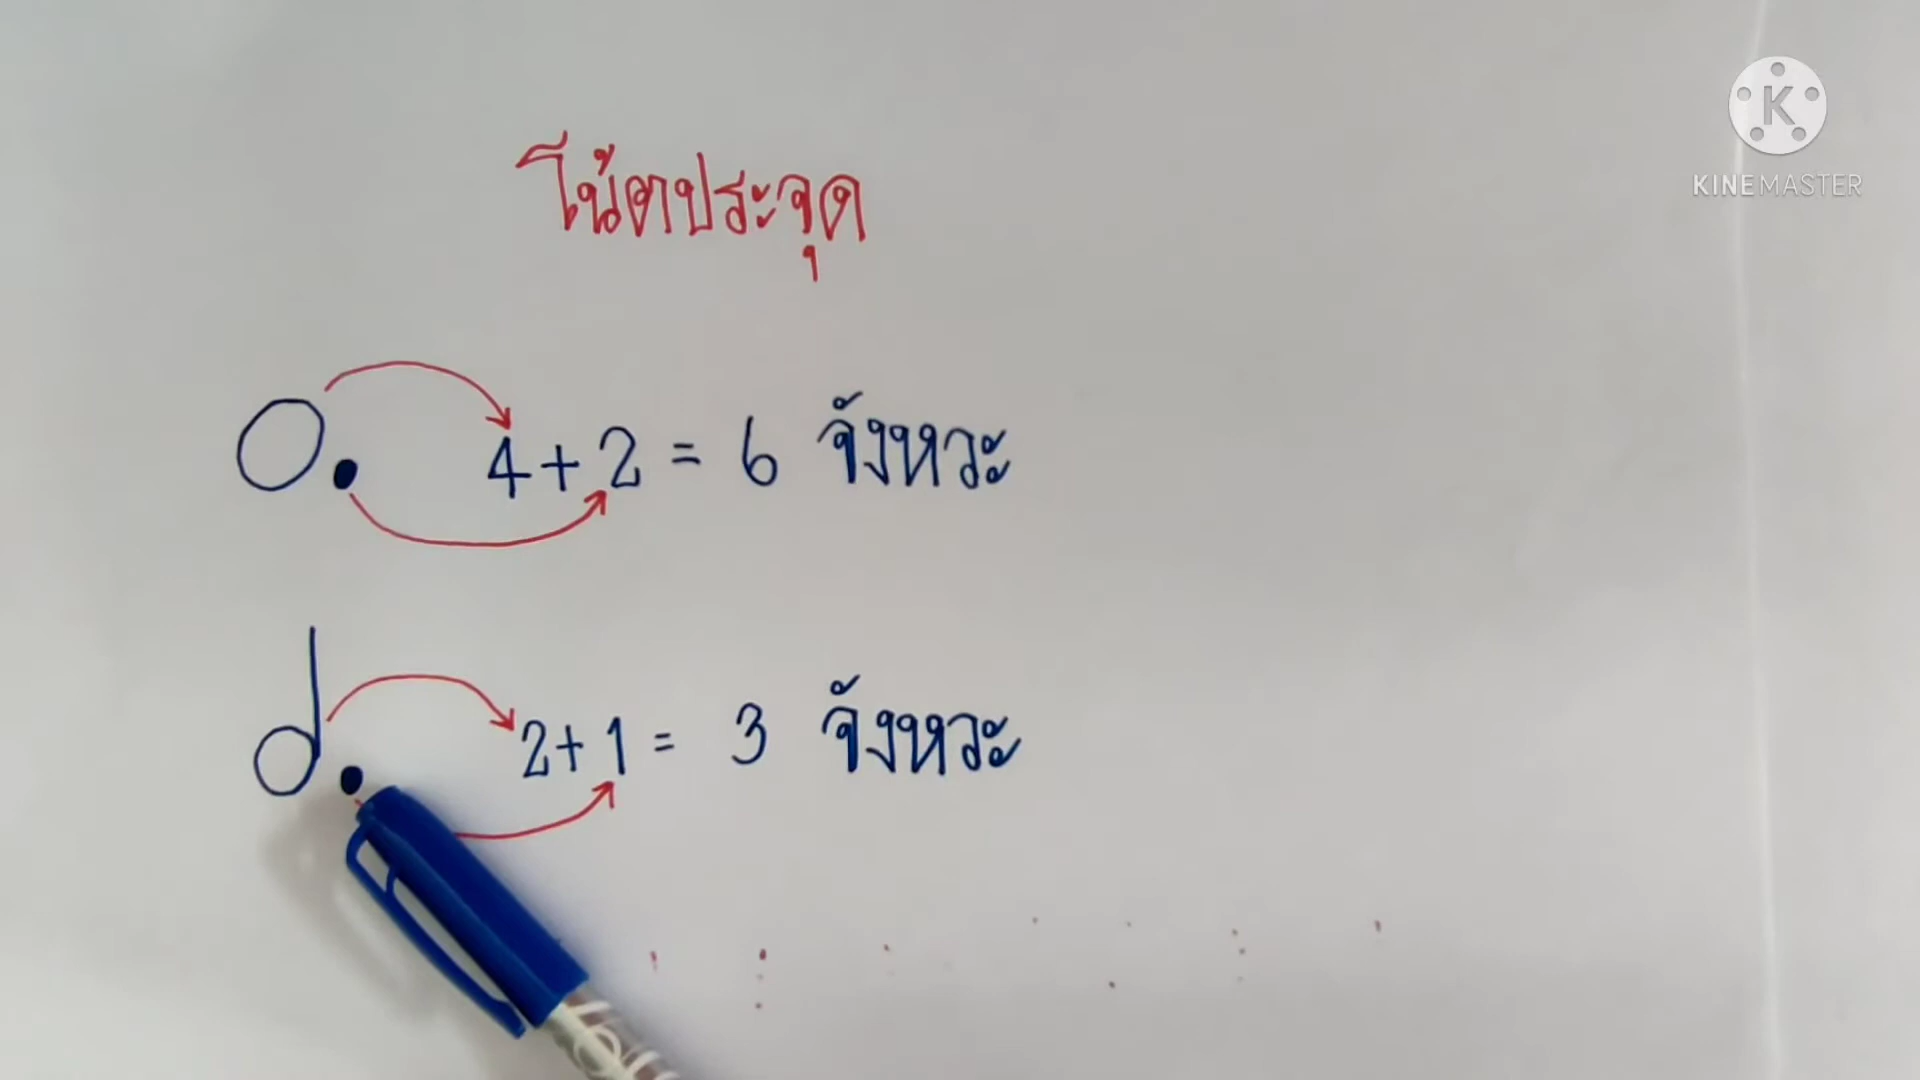 KINEMASTER
โน้ตประจุด
4+2 = 6 จังหวะ
2+1 = 3 จังหวะ